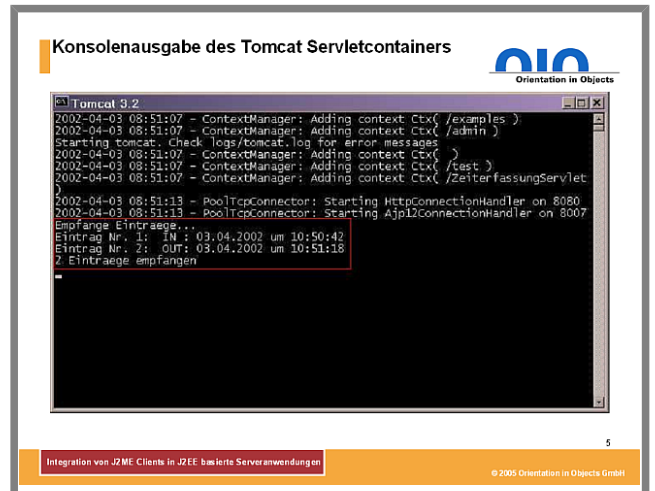 Konsolenausgabe des Tomcat Servletcontainers
OIO
Orientation in Objects
Tomcat 3.2
2002-04-03 08:51:07 - ContextManager: Adding context Ctx( /examples )
2002-04-03 08:51:07 - ContextManager: Adding context Ctx( /admin )
Starting tomcat. Check logs/tomcat.log for error messages
2002-04-03 08:51:07 - ContextManager: Adding context Ctx(  )
2002-04-03 08:51:07 - ContextManager: Adding context Ctx( /test )
2002-04-03 08:51:07 - ContextManager: Adding context Ctx( /ZeiterfassungServlet
)
2002-04-03 08:51:13 - PoolTcpConnector: Starting HttpConnectionHandler on 8080
2002-04-03 08:51:13 - PoolTcpConnector: Starting Ajp12ConnectionHandler on 8007
Empfange Eintraege...
Eintrag Nr. 1:  IN : 03.04.2002 um 10:50:42
Eintrag Nr. 2:  OUT: 03.04.2002 um 10:51:18
2 Eintraege empfangen
5
Integration von J2ME Clients in J2EE basierte Serveranwendungen
© 2005 Orientation in Objects GmbH